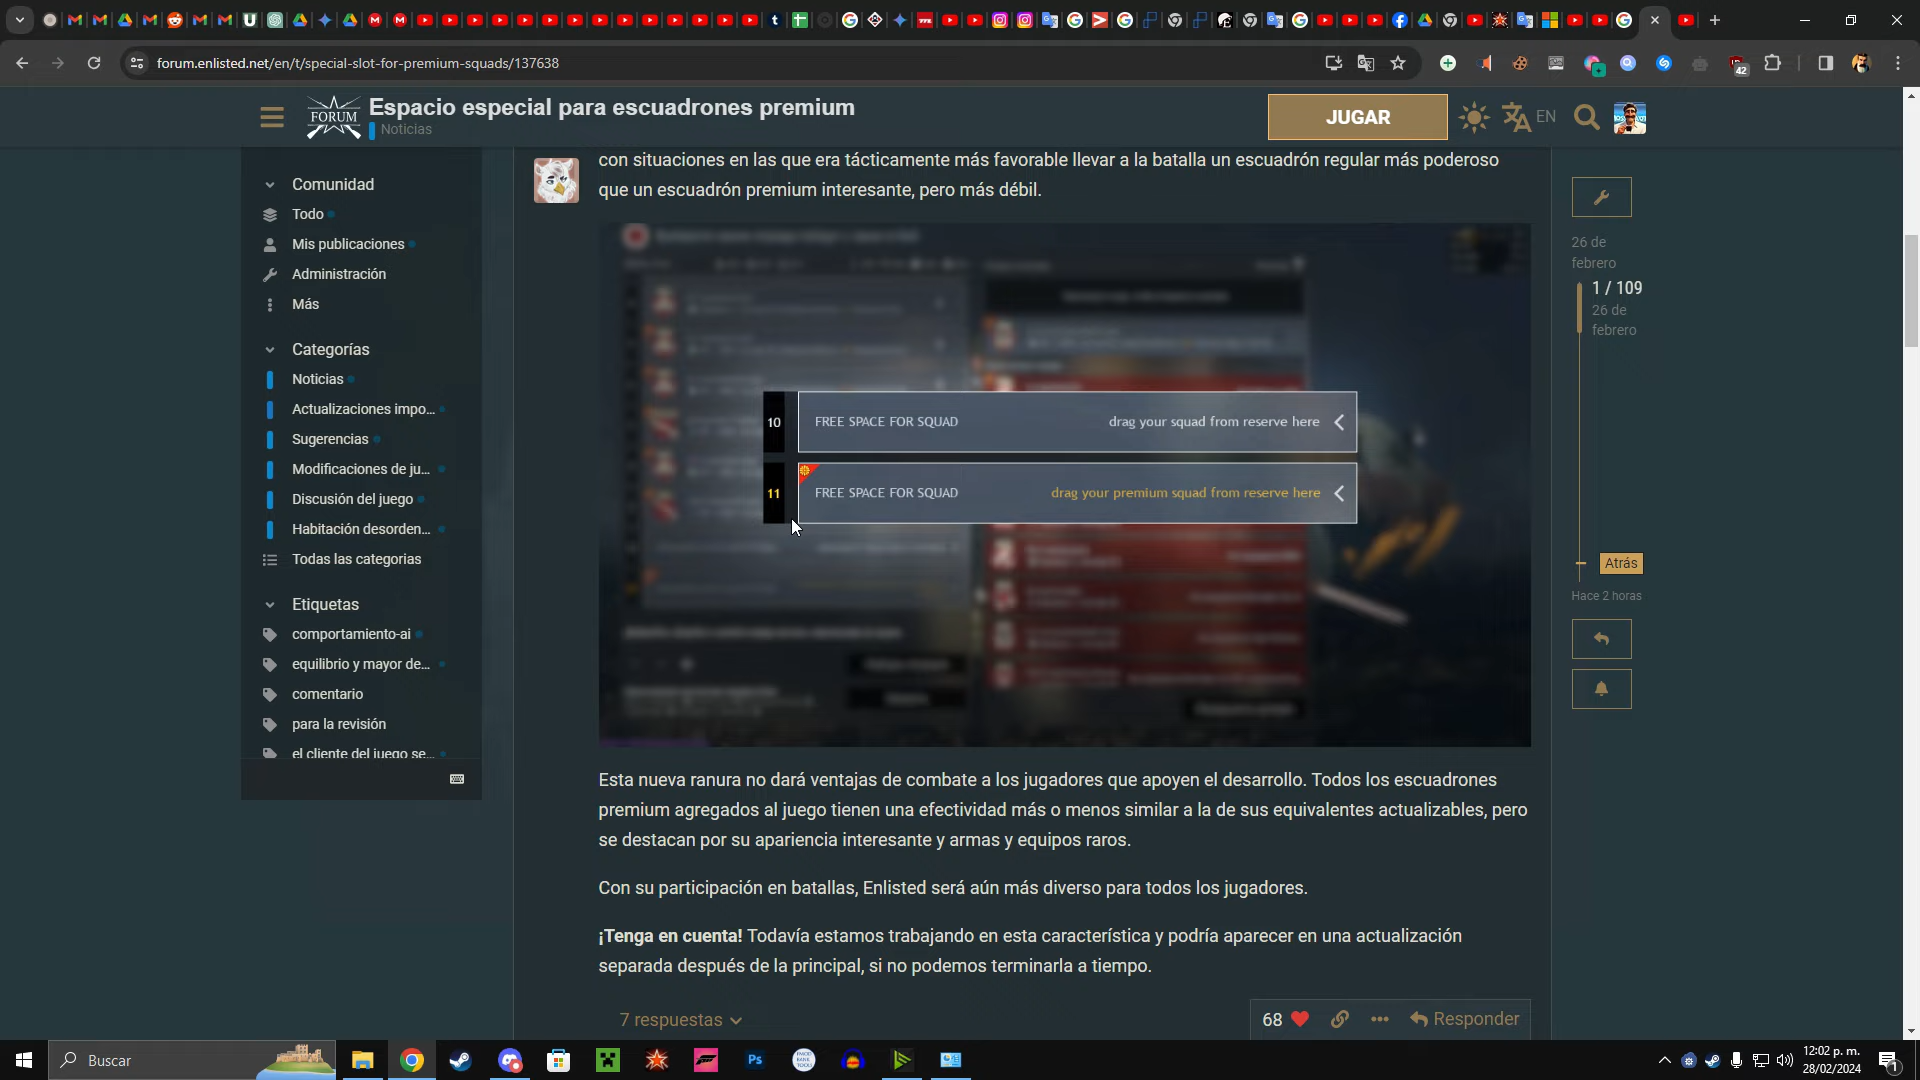 forum.enlisted.net/en/t/special-slot-for-premium-squads/137638
42
FORUM
Espacio especial para escuadrones premium
Noticias
JUGAR
EN
Comunidad
Todo
Mis publicaciones
Administración
Más
Categorías
Noticias
Actualizaciones impo...
Sugerencias
Modificaciones de ju...
Discusión del juego
Habitación desorden...
Todas las categorias
Etiquetas
comportamiento-ai
equilibrio y mayor de...
comentario
para la revisión
el cliente del juego se...
con situaciones en las que era tácticamente más favorable llevar a la batalla un escuadrón regular más poderoso
que un escuadrón premium interesante, pero más débil.
10 FREE SPACE FOR SQUAD drag your squad from reserve here
11 FREE SPACE FOR SQUAD drag your premium squad from reserve here
Esta nueva ranura no dará ventajas de combate a los jugadores que apoyen el desarrollo. Todos los escuadrones
premium agregados al juego tienen una efectividad más o menos similar a la de sus equivalentes actualizables, pero
se destacan por su apariencia interesante y armas y equipos raros.
Con su participación en batallas, Enlisted será aún más diverso para todos los jugadores.
¡Tenga en cuenta! Todavía estamos trabajando en esta característica y podría aparecer en una actualización
separada después de la principal, si no podemos terminarla a tiempo.
7 respuestas
68
Responder
26 de
febrero
1 / 109
26 de
febrero
Atrás
Hace 2 horas
Buscar
Ps
12:02 p. m.
28/02/2024
1